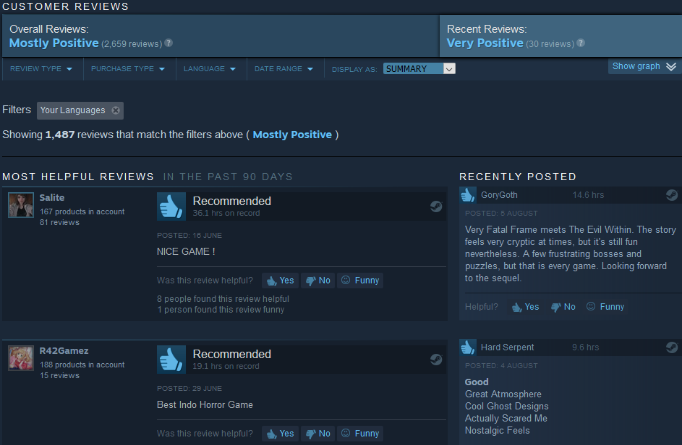 CUSTOMER REVIEWS
Overall Reviews:
Mostly Positive (2,659 reviews) ?
Recent Reviews:
Very Positive (30 reviews) ?
REVIEW TYPE PURCHASE TYPE LANGUAGE DATE RANGE DISPLAY AS: SUMMARY
Show graph
Filters Your Languages
Showing 1,487 reviews that match the filters above ( Mostly Positive )
MOST HELPFUL REVIEWS IN THE PAST 90 DAYS
Salite
167 products in account
81 reviews
Recommended
36.1 hrs on record
POSTED: 16 JUNE
NICE GAME !
Was this review helpful? Yes No Funny
8 people found this review helpful
1 person found this review funny
R42Gamez
188 products in account
15 reviews
Recommended
19.1 hrs on record
POSTED: 29 JUNE
Best Indo Horror Game
Was this review helpful? Yes No Funny
RECENTLY POSTED
GoryGoth 14.6 hrs
POSTED: 6 AUGUST
Very Fatal Frame meets The Evil Within. The story
feels very cryptic at times, but it's still fun
nevertheless. A few frustrating bosses and
puzzles, but that is every game. Looking forward
to the sequel.
Helpful? Yes No Funny
Hard Serpent 9.6 hrs
POSTED: 4 AUGUST
Good
Great Atmosphere
Cool Ghost Designs
Actually Scared Me
Nostalgic Feels